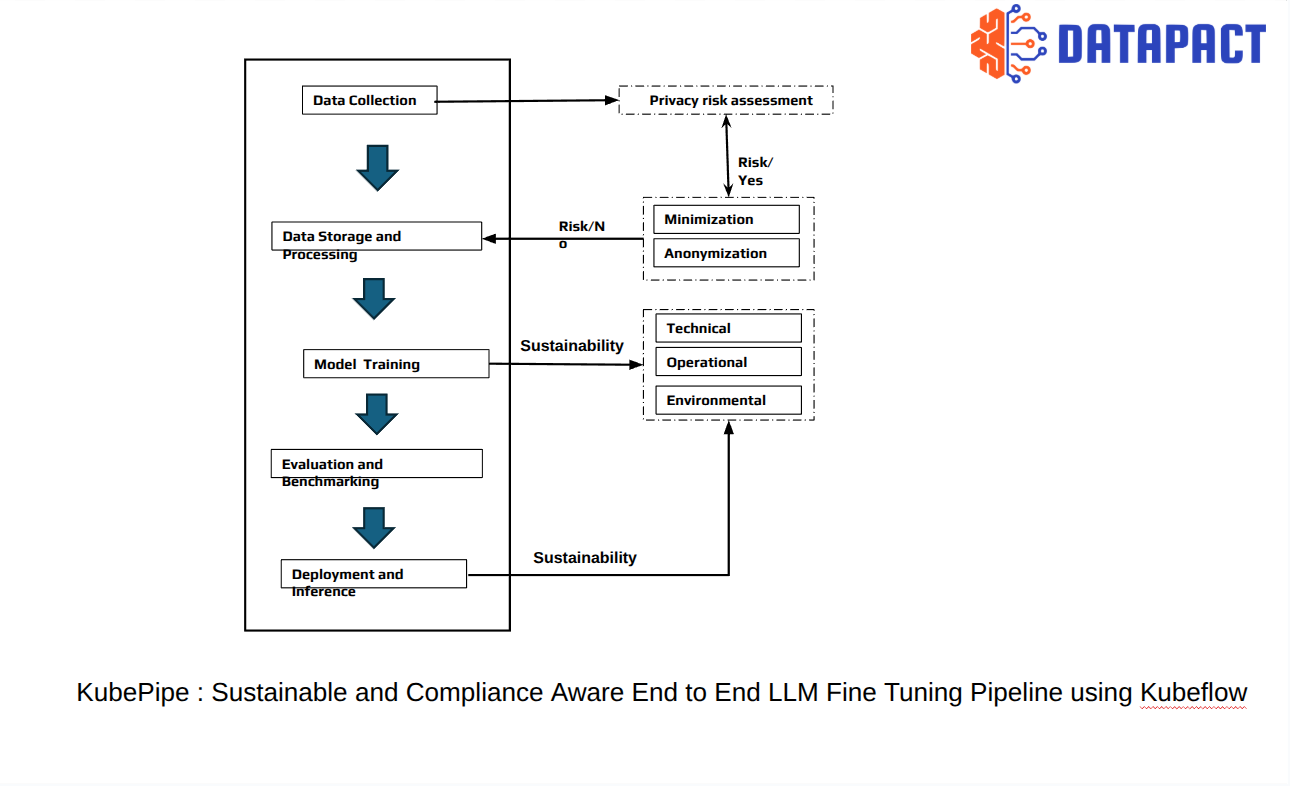 DATAPACT
Data Collection
Privacy risk assessment
Risk/
Yes
Minimization
Risk/N
o
Data Storage and
Processing
Anonymization
Technical
Sustainability
Model Training
Operational
Environmental
Evaluation and
Benchmarking
Sustainability
Deployment and
Inference
KubePipe : Sustainable and Compliance Aware End to End LLM Fine Tuning Pipeline using Kubeflow